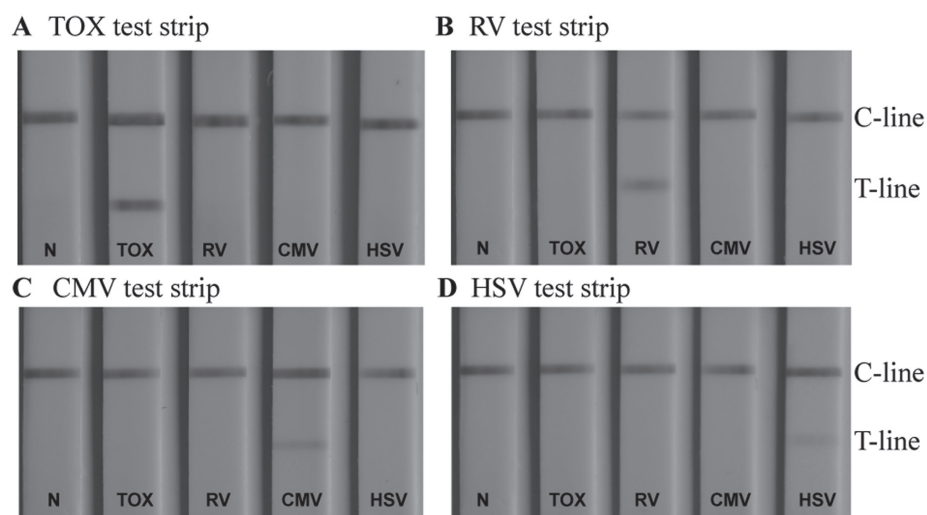 A TOX test strip
B RV test strip
C-line
T-line
N TOX RV CMV HSV
N TOX RV CMV HSV
C CMV test strip
D HSV test strip
C-line
T-line
N TOX RV CMV HSV
N TOX RV CMV HSV